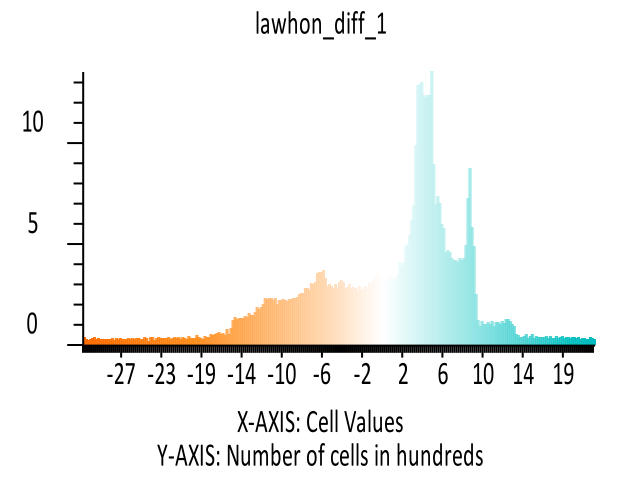 lawhon_diff_1
10
5
0
-27 -23 -19 -14 -10 -6 -2 2 6 10 14 19
X-AXIS: Cell Values
Y-AXIS: Number of cells in hundreds